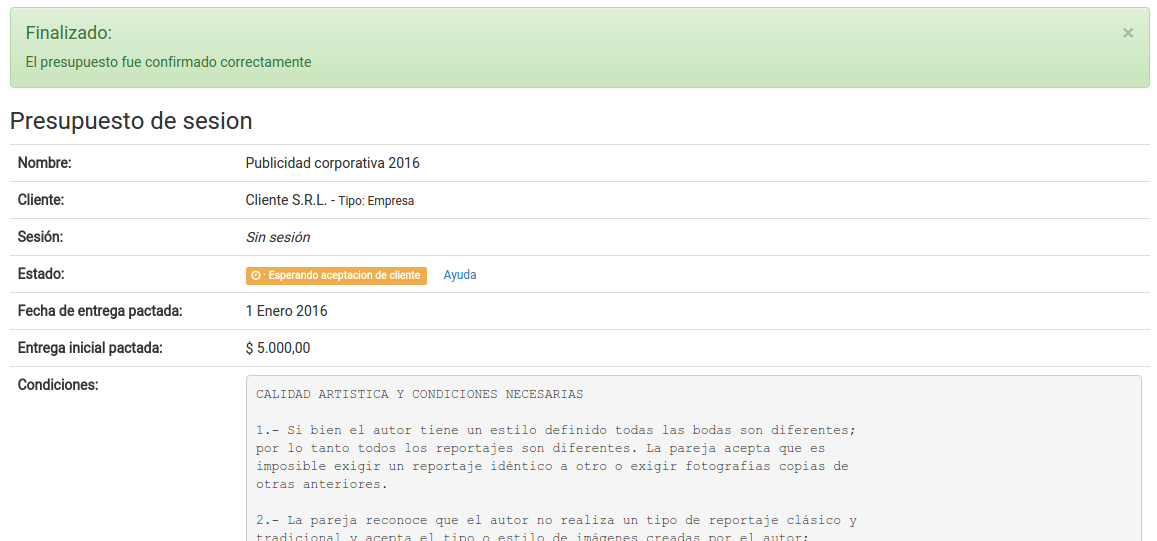 Finalizado:
×
El presupuesto fue confirmado correctamente
Presupuesto de sesion
Nombre: Publicidad corporativa 2016
Cliente: Cliente S.R.L. - Tipo: Empresa
Sesión: Sin sesión
Estado: · Esperando aceptacion de cliente Ayuda
Fecha de entrega pactada: 1 Enero 2016
Entrega inicial pactada: $ 5.000,00
Condiciones:
CALIDAD ARTISTICA Y CONDICIONES NECESARIAS
1.- Si bien el autor tiene un estilo definido todas las bodas son diferentes;
por lo tanto todos los reportajes son diferentes. La pareja acepta que es
imposible exigir un reportaje idéntico a otro o exigir fotografías copias de
otras anteriores.
2.- La pareja reconoce que el autor no realiza un tipo de reportaje clásico y
tradicional y acepta el tipo o estilo de imágenes creadas por el autor;